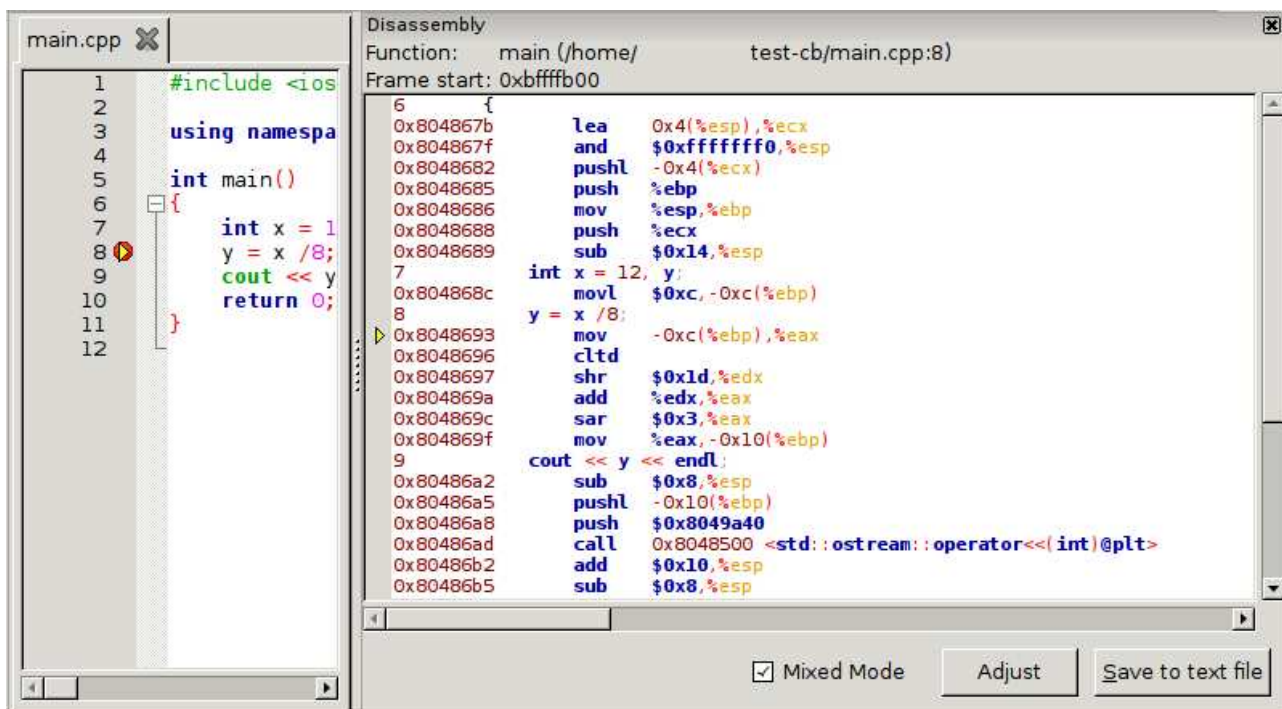 main.cpp
1 #include <ios
2
3 using namespa
4
5 int main()
6 {
7 int x = 1
8 y = x /8;
9 cout << y
10 return 0;
11 }
12
Disassembly
Function: main (/home/ test-cb/main.cpp:8)
Frame start: 0xbffffb00
6 {
0x804867b lea 0x4(%esp),%ecx
0x804867f and $0xfffffff0,%esp
0x8048682 pushl -0x4(%ecx)
0x8048685 push %ebp
0x8048686 mov %esp,%ebp
0x8048688 push %ecx
0x8048689 sub $0x14,%esp
7 int x = 12, y;
0x804868c movl $0xc,-0xc(%ebp)
8 y = x /8;
0x8048693 mov -0xc(%ebp),%eax
0x8048696 cltd
0x8048697 shr $0x1d,%edx
0x804869a add %edx,%eax
0x804869c sar $0x3,%eax
0x804869f mov %eax,-0x10(%ebp)
9 cout << y << endl;
0x80486a2 sub $0x8,%esp
0x80486a5 pushl -0x10(%ebp)
0x80486a8 push $0x8049a40
0x80486ad call 0x8048500 <std::ostream::operator<<(int)@plt>
0x80486b2 add $0x10,%esp
0x80486b5 sub $0x8,%esp
Mixed Mode
Adjust
Save to text file